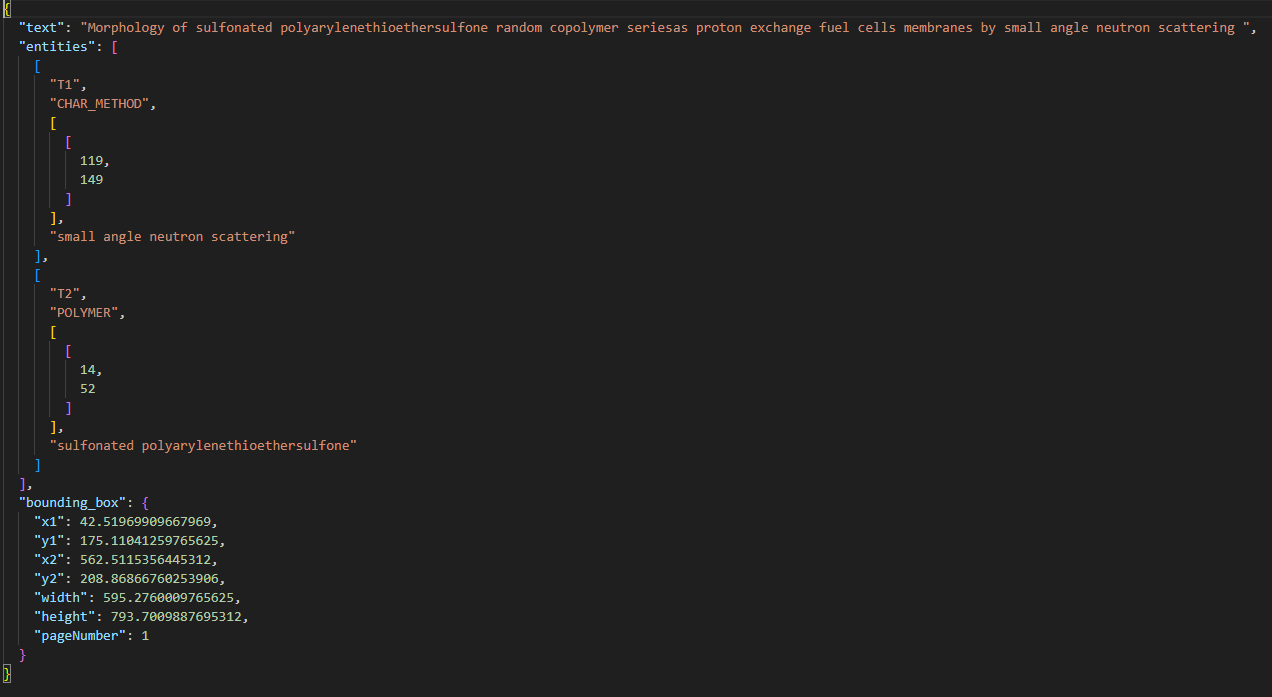 {
"text": "Morphology of sulfonated polyarylenethioethersulfone random copolymer seriesas proton exchange fuel cells membranes by small angle neutron scattering ",
"entities": [
[
"T1",
"CHAR_METHOD",
[
[
119,
149
]
],
"small angle neutron scattering"
],
[
"T2",
"POLYMER",
[
[
14,
52
]
],
"sulfonated polyarylenethioethersulfone"
]
],
"bounding_box": {
"x1": 42.51969909667969,
"y1": 175.11041259765625,
"x2": 562.5115356445312,
"y2": 208.86866760253906,
"width": 595.2760009765625,
"height": 793.7009887695312,
"pageNumber": 1
}
}